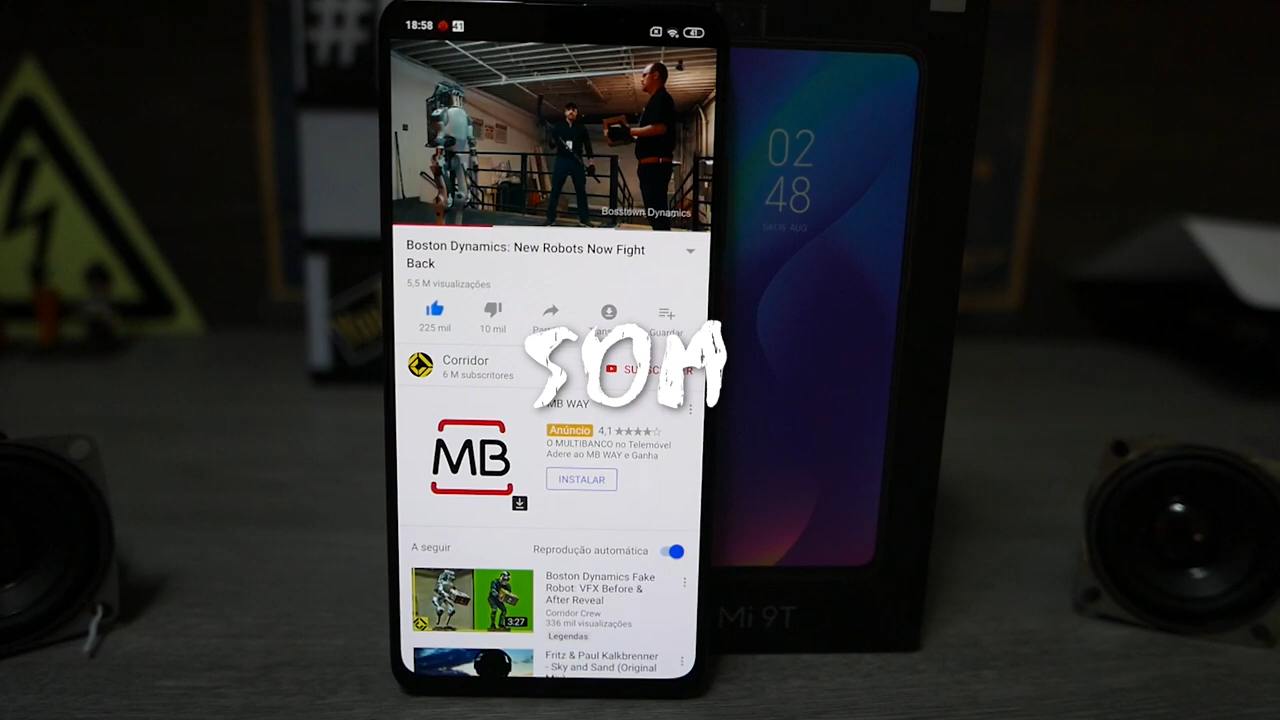 18:58 41
41
#
Bosstown Dynamics
Boston Dynamics: New Robots Now Fight
Back
5,5 M visualizações
225 mil
10 mil
Guardar
SOM
Corridor
6 M subscritores
MB WAY
Anúncio 4,1 ★★★★☆
O MULTIBANCO no Telemóvel
Adere ao MB WAY e Ganha
INSTALAR
MB
A seguir
Reprodução automática
Boston Dynamics Fake
Robot: VFX Before &
After Reveal
Corridor Crew
336 mil visualizações
Legendas
3:27
Fritz & Paul Kalkbrenner
- Sky and Sand (Original
02
48
Mi 9T